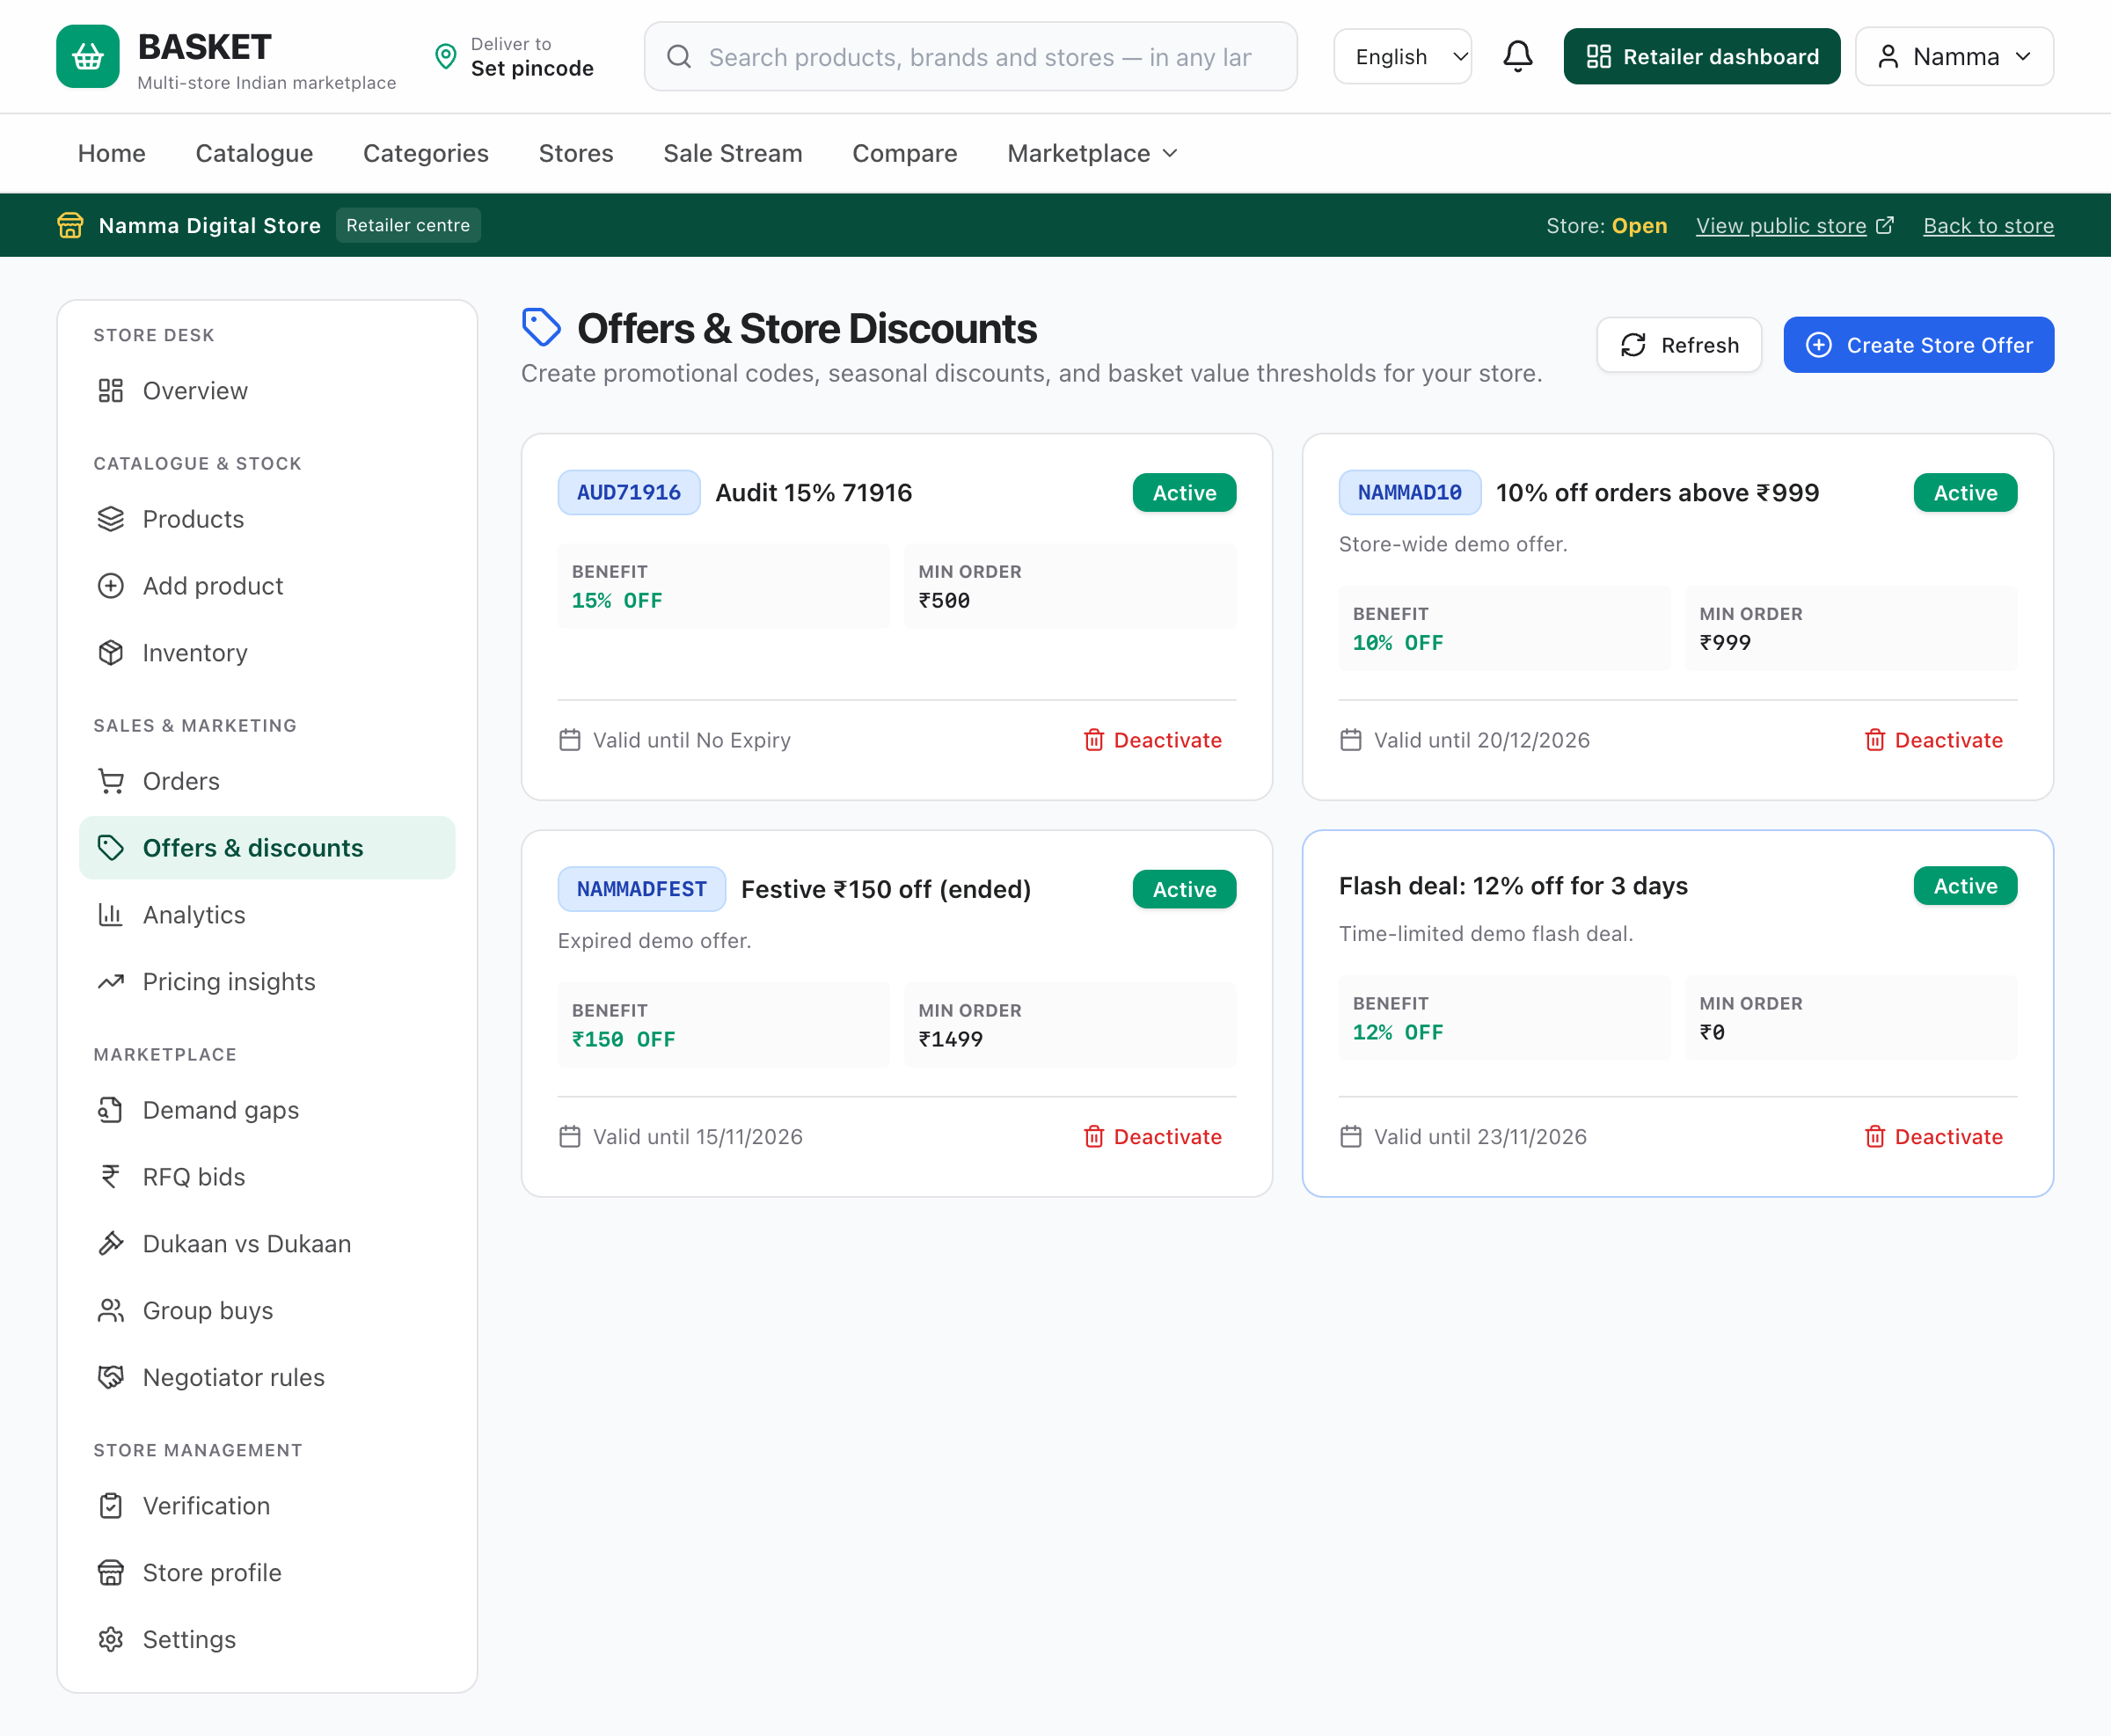 BASKET
Multi-store Indian marketplace
Deliver to
Set pincode
Search products, brands and stores — in any lar
English
Retailer dashboard
Namma
Home
Catalogue
Categories
Stores
Sale Stream
Compare
Marketplace
Namma Digital Store
Retailer centre
Store: Open
View public store
Back to store
STORE DESK
Overview
CATALOGUE & STOCK
Products
Add product
Inventory
SALES & MARKETING
Orders
Offers & discounts
Analytics
Pricing insights
MARKETPLACE
Demand gaps
RFQ bids
Dukaan vs Dukaan
Group buys
Negotiator rules
STORE MANAGEMENT
Verification
Store profile
Settings
Offers & Store Discounts
Create promotional codes, seasonal discounts, and basket value thresholds for your store.
Refresh
Create Store Offer
AUD71916
Audit 15% 71916
Active
BENEFIT
15% OFF
MIN ORDER
₹500
Valid until No Expiry
Deactivate
NAMMAD10
10% off orders above ₹999
Active
Store-wide demo offer.
BENEFIT
10% OFF
MIN ORDER
₹999
Valid until 20/12/2026
Deactivate
NAMMADFEST
Festive ₹150 off (ended)
Active
Expired demo offer.
BENEFIT
₹150 OFF
MIN ORDER
₹1499
Valid until 15/11/2026
Deactivate
Flash deal: 12% off for 3 days
Active
Time-limited demo flash deal.
BENEFIT
12% OFF
MIN ORDER
₹0
Valid until 23/11/2026
Deactivate